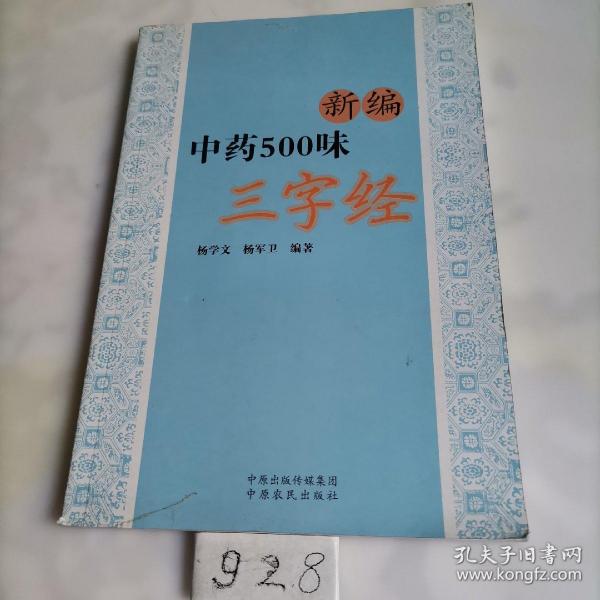 新编
中药500味
三字经
杨学文 杨军卫 编著
中原出版传媒集团
中原农民出版社
928
孔夫子旧书网
www.kongfz.com